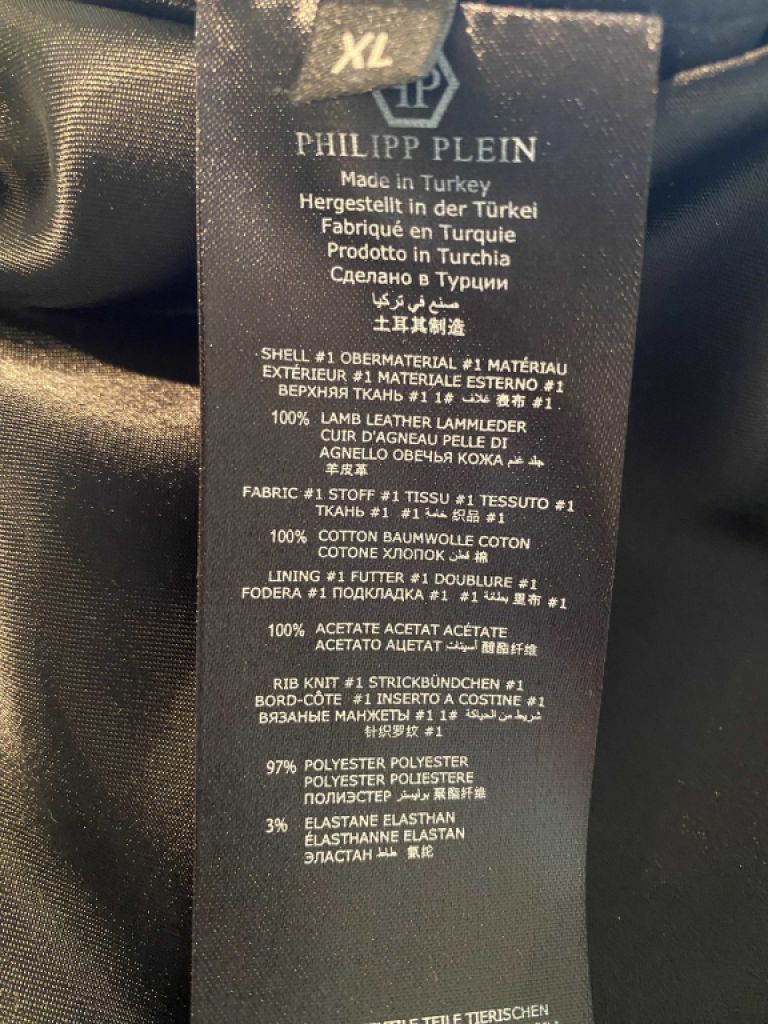 XL
PHILIPP PLEIN
Made in Turkey
Hergestellt in der Türkei
Fabriqué en Turquie
Prodotto in Turchia
Сделано в Турции
صنع في تركيا
土耳其制造
SHELL #1 OBERMATERIAL #1 MATÉRIAU
EXTÉRIEUR #1 MATERIALE ESTERNO #1
ВЕРХНЯЯ ТКАНЬ #1 1# غلاف 表布 #1
100% LAMB LEATHER LAMMLEDER
CUIR D'AGNEAU PELLE DI
AGNELLO ОВЕЧЬЯ КОЖА جلد غنم
羊皮革
FABRIC #1 STOFF #1 TISSU #1 TESSUTO #1
ТКАНЬ #1 #1 خامة 织品 #1
100% COTTON BAUMWOLLE COTON
COTONE ХЛОПОК قطن 棉
LINING #1 FUTTER #1 DOUBLURE #1
FODERA #1 ПОДКЛАДКА #1 #1 بطانة 里布 #1
100% ACETATE ACETAT ACÉTATE
ACETATO АЦЕТАТ أسيتات 醋酯纤维
RIB KNIT #1 STRICKBÜNDCHEN #1
BORD-CÔTE #1 INSERTO A COSTINE #1
ВЯЗАНЫЕ МАНЖЕТЫ #1 1# شريط من الحياكة
针织罗纹 #1
97% POLYESTER POLYESTER
POLYESTER POLIESTERE
ПОЛИЭСТЕР بوليستر 聚酯纤维
3% ELASTANE ELASTHAN
ÉLASTHANNE ELASTAN
ЭЛАСТАН طاط 氨纶
TEILE TIERISCHEN